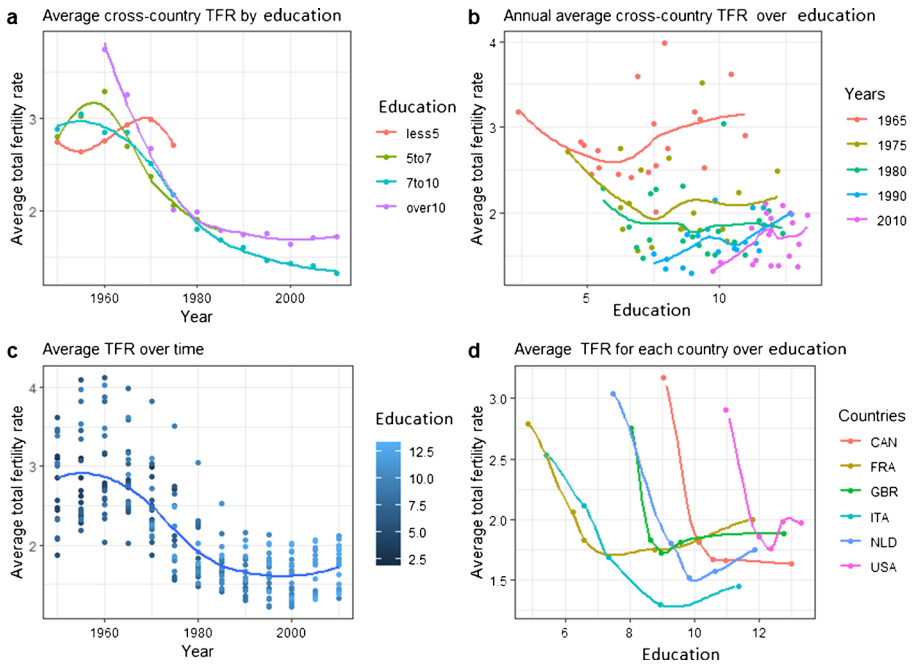 a Average cross-country TFR by education
Average total fertility rate
3
2
1960 1980 2000
Year
Education
less5
5to7
7to10
over10
b Annual average cross-country TFR over education
Average total fertility rate
4
3
2
5 10
Education
Years
1965
1975
1980
1990
2010
c Average TFR over time
Average total fertility rate
4
3
2
1960 1980 2000
Year
Education
12.5
10.0
7.5
5.0
2.5
d Average TFR for each country over education
Average total fertility rate
3.0
2.5
2.0
1.5
6 8 10 12
Education
Countries
CAN
FRA
GBR
ITA
NLD
USA